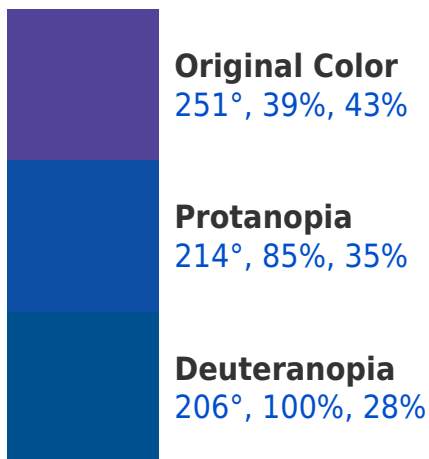 Original Color
251°, 39%, 43%
Protanopia
214°, 85%, 35%
Deuteranopia
206°, 100%, 28%